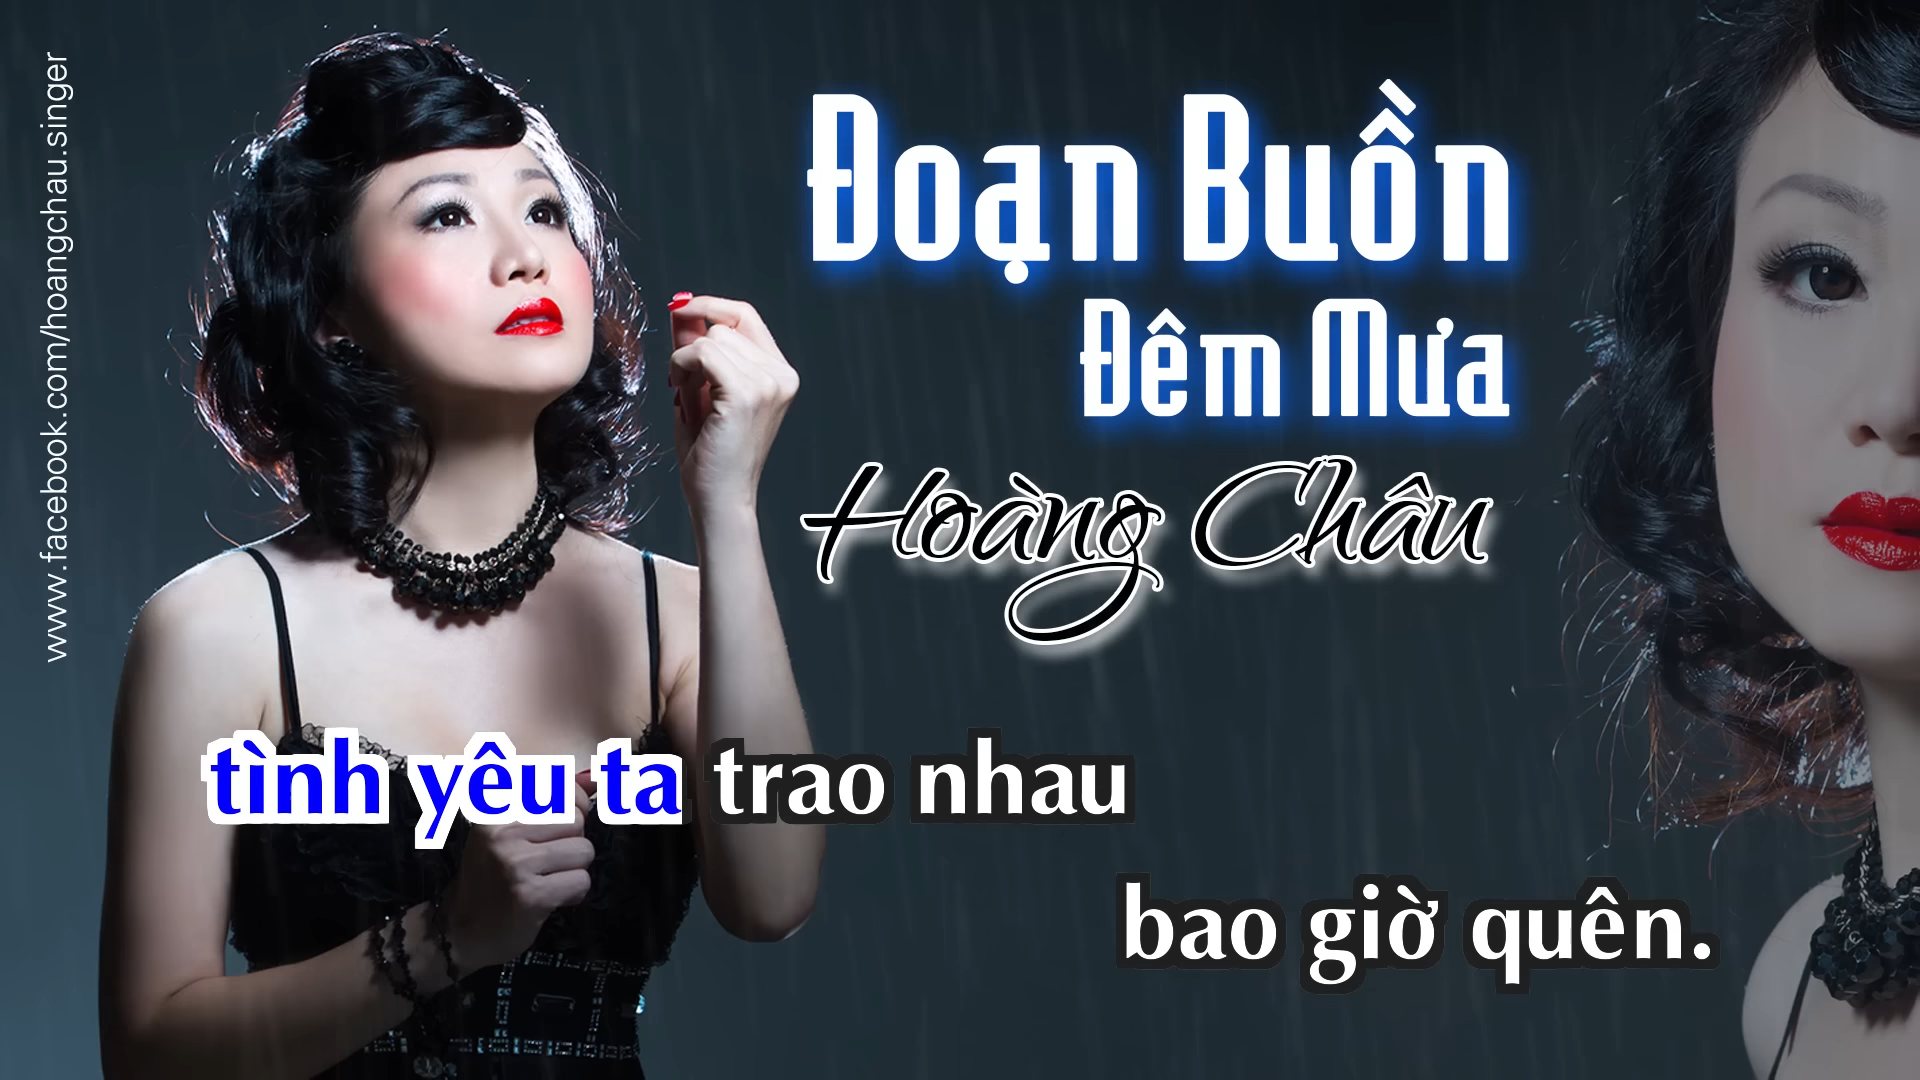 www.facebook.com/hoangchau.singer
Đoạn Buồn
Đêm Mưa
Hoàng Châu
tình yêu ta trao nhau
bao giờ quên.